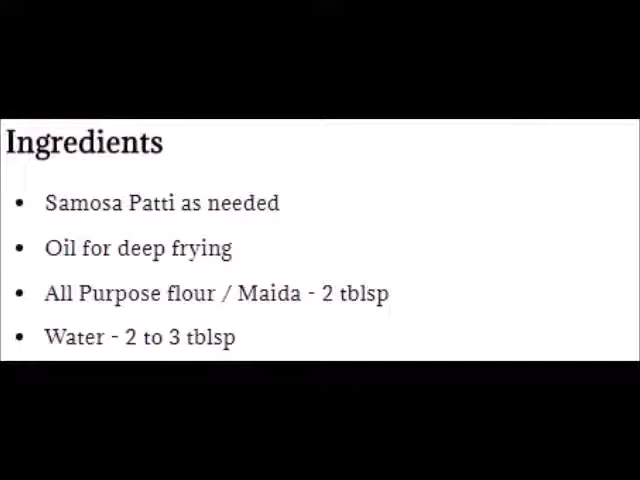 Ingredients
• Samosa Patti as needed
• Oil for deep frying
• All Purpose flour / Maida - 2 tblsp
• Water - 2 to 3 tblsp